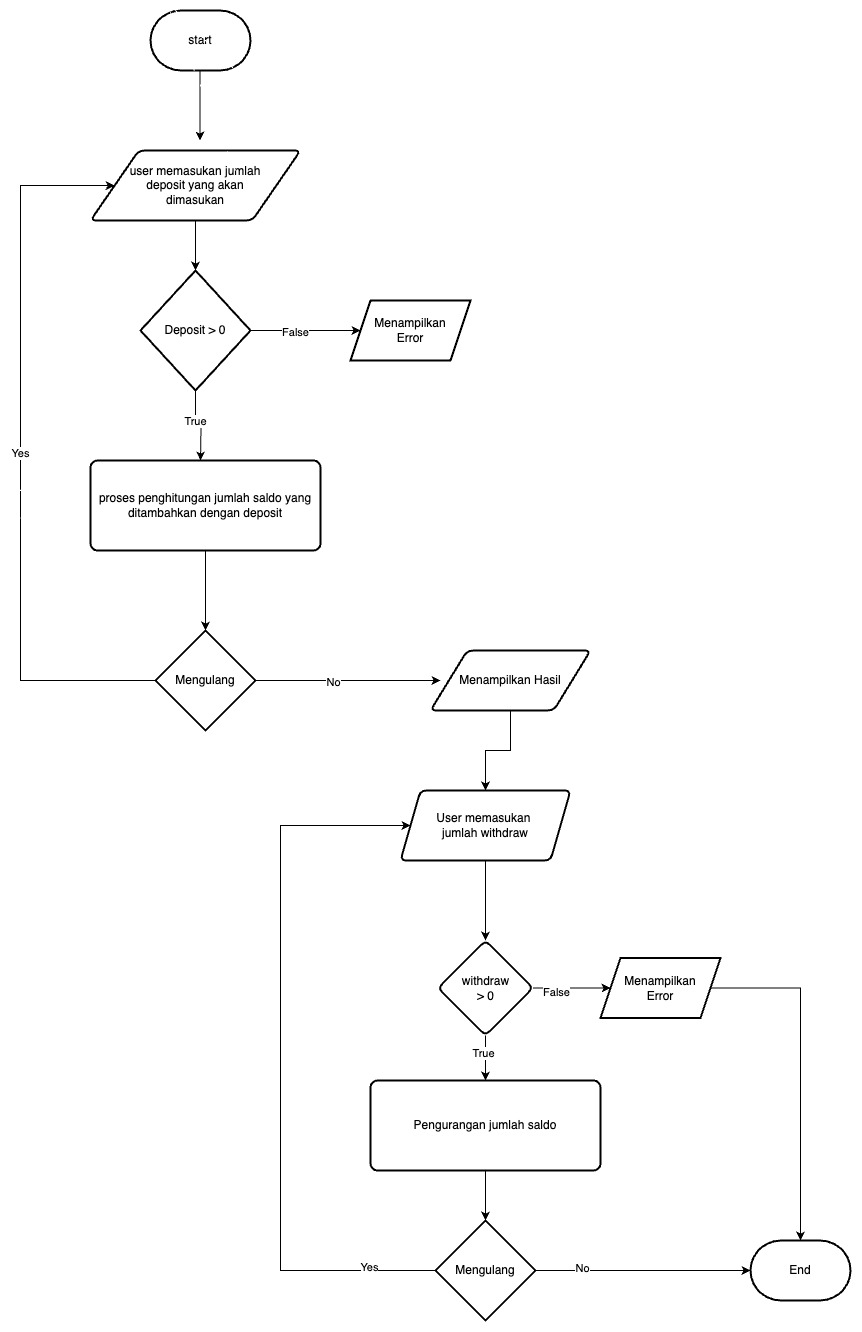 start
user memasukan jumlah
deposit yang akan
dimasukan
Deposit > 0
False
Menampilkan
Error
True
Yes
proses penghitungan jumlah saldo yang
ditambahkan dengan deposit
Mengulang
No
Menampilkan Hasil
User memasukan
jumlah withdraw
withdraw
> 0
False
Menampilkan
Error
True
Pengurangan jumlah saldo
Yes
Mengulang
No
End